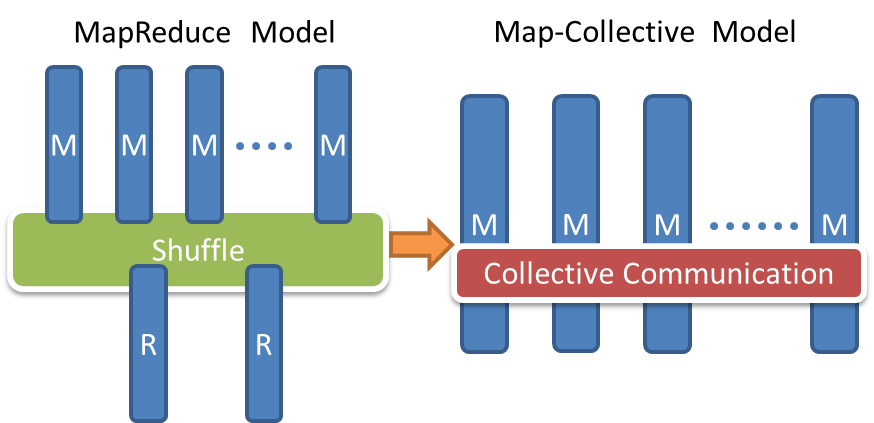 MapReduce Model
M M M M
Shuffle
R R
Map-Collective Model
M M M M
Collective Communication